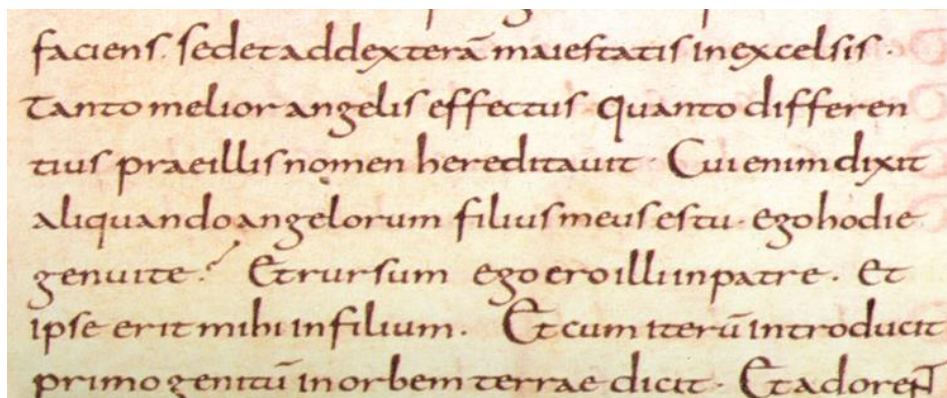 faciens. sedet ad dexterā maiestatis in excelsis.
Tanto melior angelis effectus Quanto differen
tius prae illis nomen hereditauit. Cui enim dixit
aliquando angelorum filius meus es tu. ego hodie
genui te? Et rursum ego ero illi in patre. Et
ipse erit mihi in filium. Et cum iterū introducit
primogenitū in orbem terrae dicit. Et